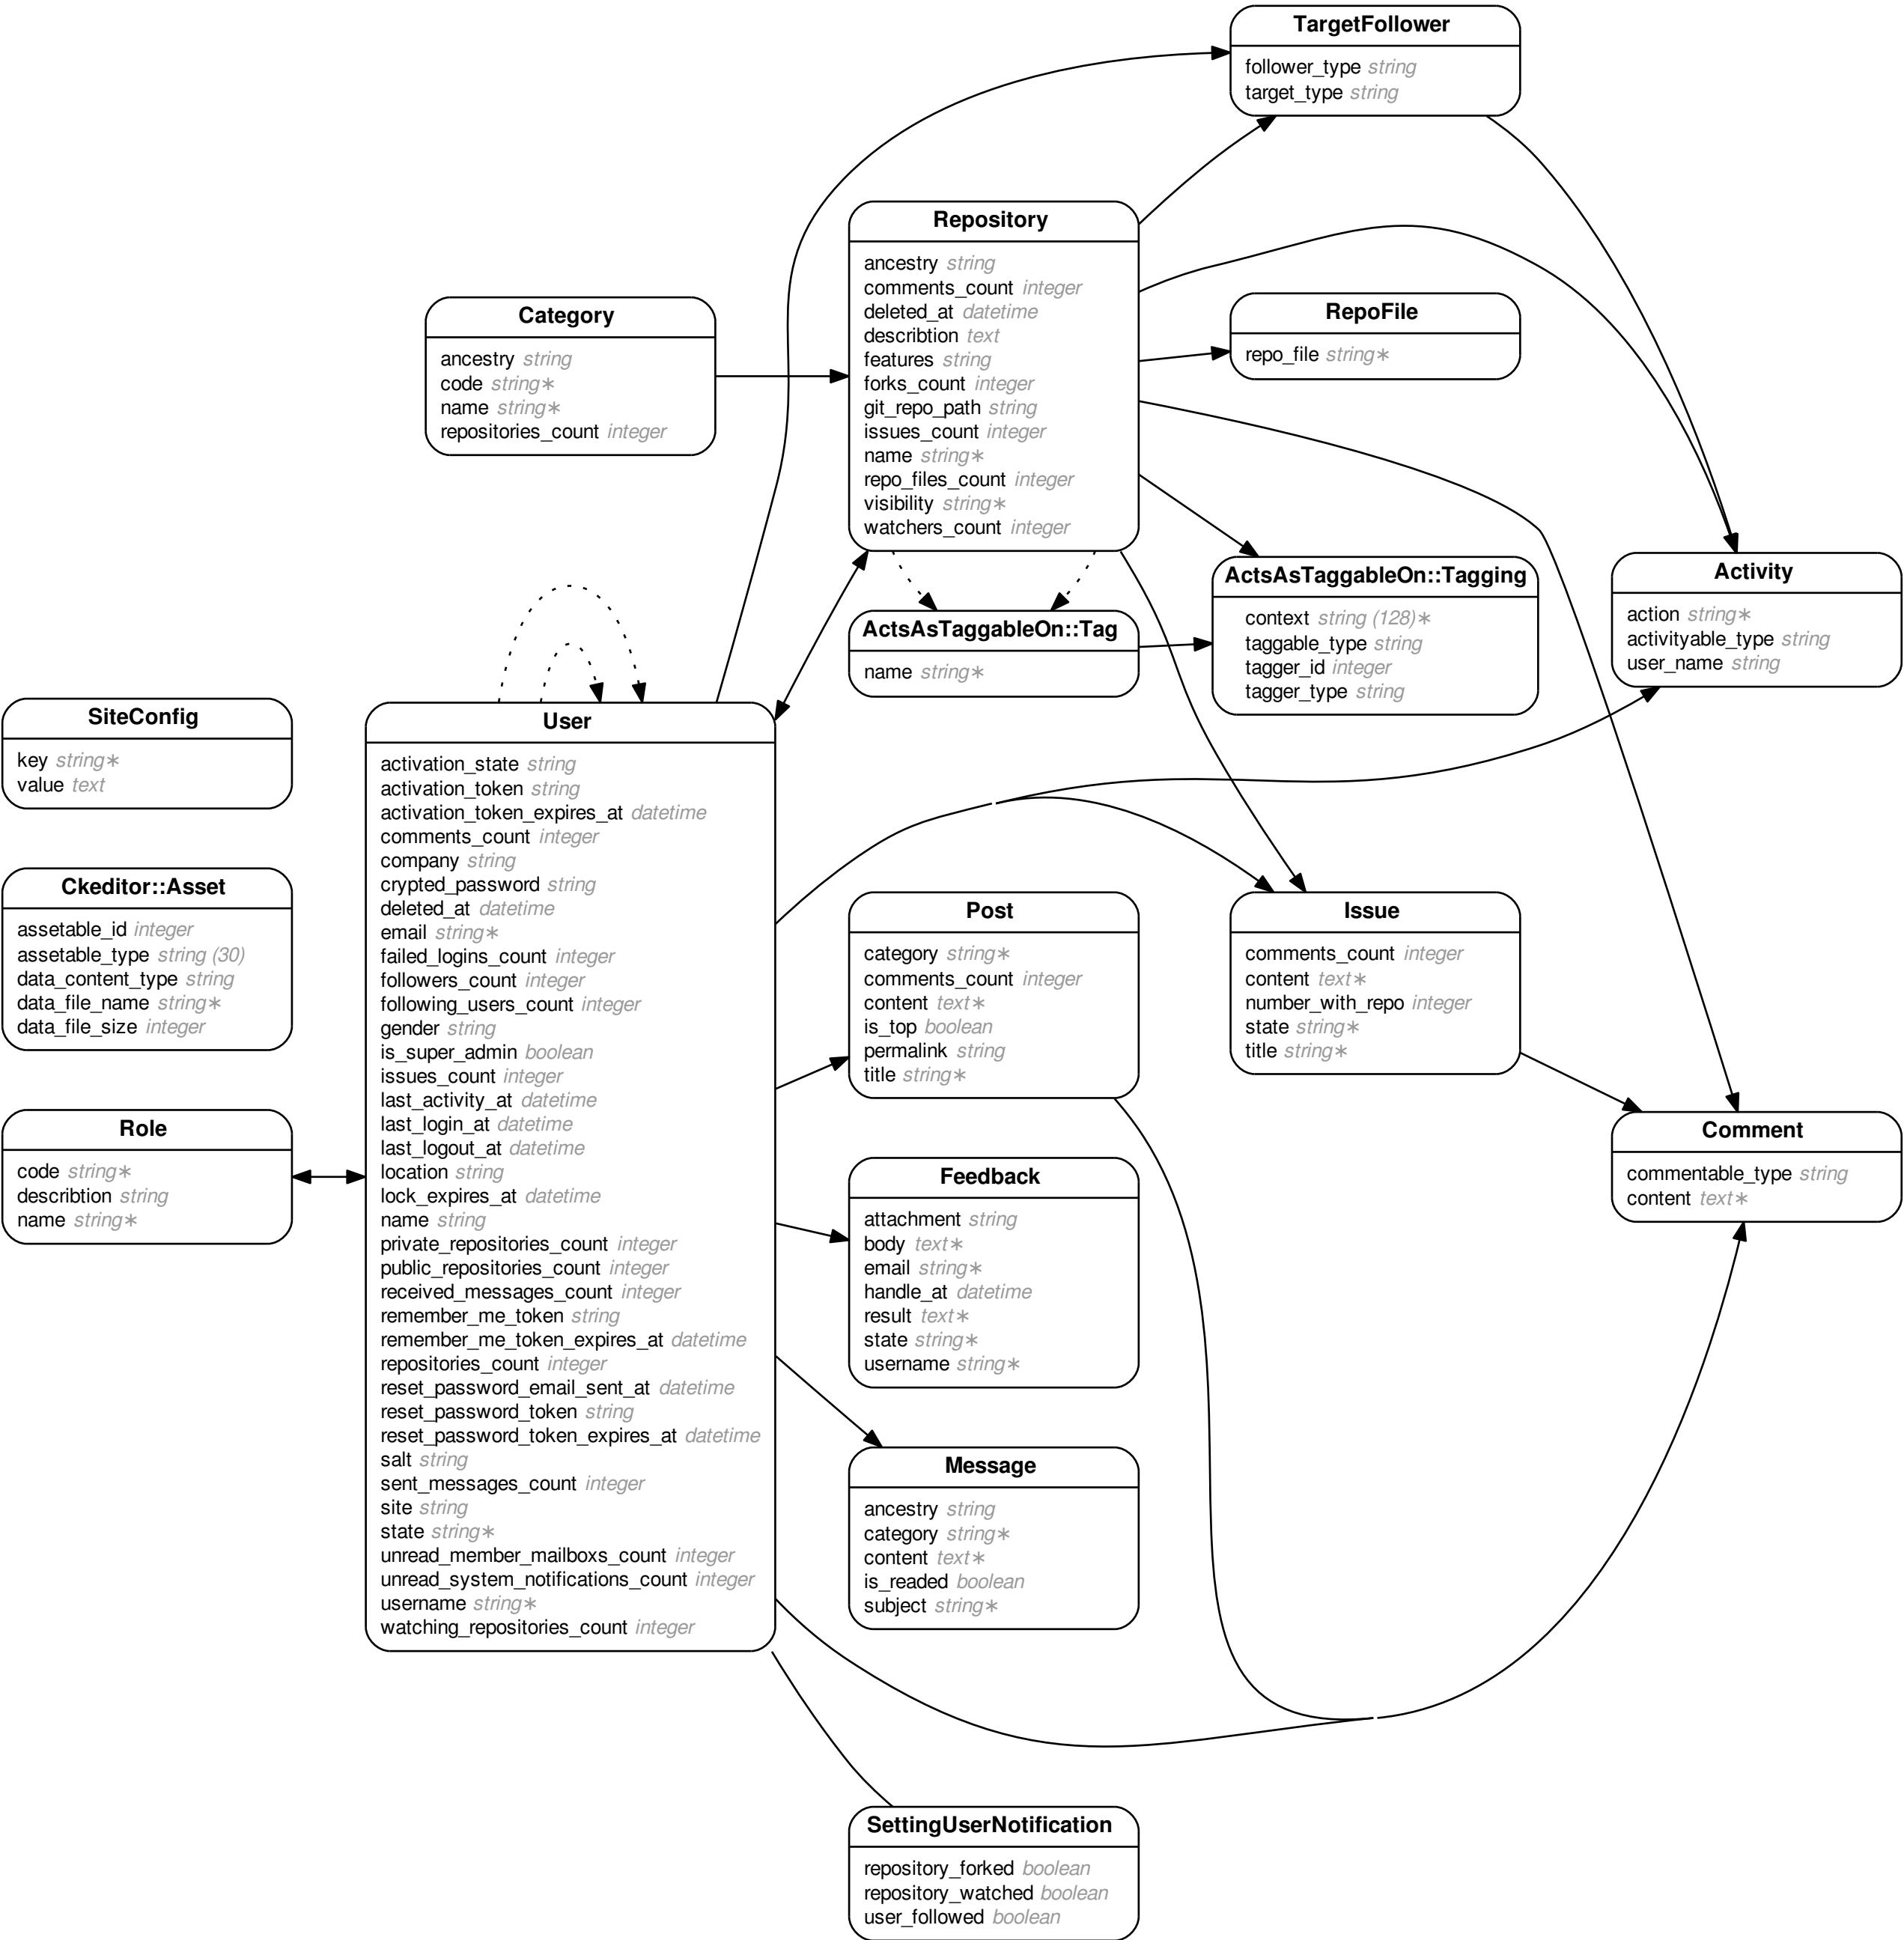 TargetFollower
follower_type string
target_type string
Repository
ancestry string
comments_count integer
deleted_at datetime
describtion text
features string
forks_count integer
git_repo_path string
issues_count integer
name string∗
repo_files_count integer
visibility string∗
watchers_count integer
Category
ancestry string
code string∗
name string∗
repositories_count integer
RepoFile
repo_file string∗
ActsAsTaggableOn::Tagging
context string (128)∗
taggable_type string
tagger_id integer
tagger_type string
Activity
action string∗
activityable_type string
user_name string
ActsAsTaggableOn::Tag
name string∗
SiteConfig
key string∗
value text
Ckeditor::Asset
assetable_id integer
assetable_type string (30)
data_content_type string
data_file_name string∗
data_file_size integer
Role
code string∗
describtion string
name string∗
User
activation_state string
activation_token string
activation_token_expires_at datetime
comments_count integer
company string
crypted_password string
deleted_at datetime
email string∗
failed_logins_count integer
followers_count integer
following_users_count integer
gender string
is_super_admin boolean
issues_count integer
last_activity_at datetime
last_login_at datetime
last_logout_at datetime
location string
lock_expires_at datetime
name string
private_repositories_count integer
public_repositories_count integer
received_messages_count integer
remember_me_token string
remember_me_token_expires_at datetime
repositories_count integer
reset_password_email_sent_at datetime
reset_password_token string
reset_password_token_expires_at datetime
salt string
sent_messages_count integer
site string
state string∗
unread_member_mailboxs_count integer
unread_system_notifications_count integer
username string∗
watching_repositories_count integer
Post
category string∗
comments_count integer
content text∗
is_top boolean
permalink string
title string∗
Issue
comments_count integer
content text∗
number_with_repo integer
state string∗
title string∗
Comment
commentable_type string
content text∗
Feedback
attachment string
body text∗
email string∗
handle_at datetime
result text∗
state string∗
username string∗
Message
ancestry string
category string∗
content text∗
is_readed boolean
subject string∗
SettingUserNotification
repository_forked boolean
repository_watched boolean
user_followed boolean